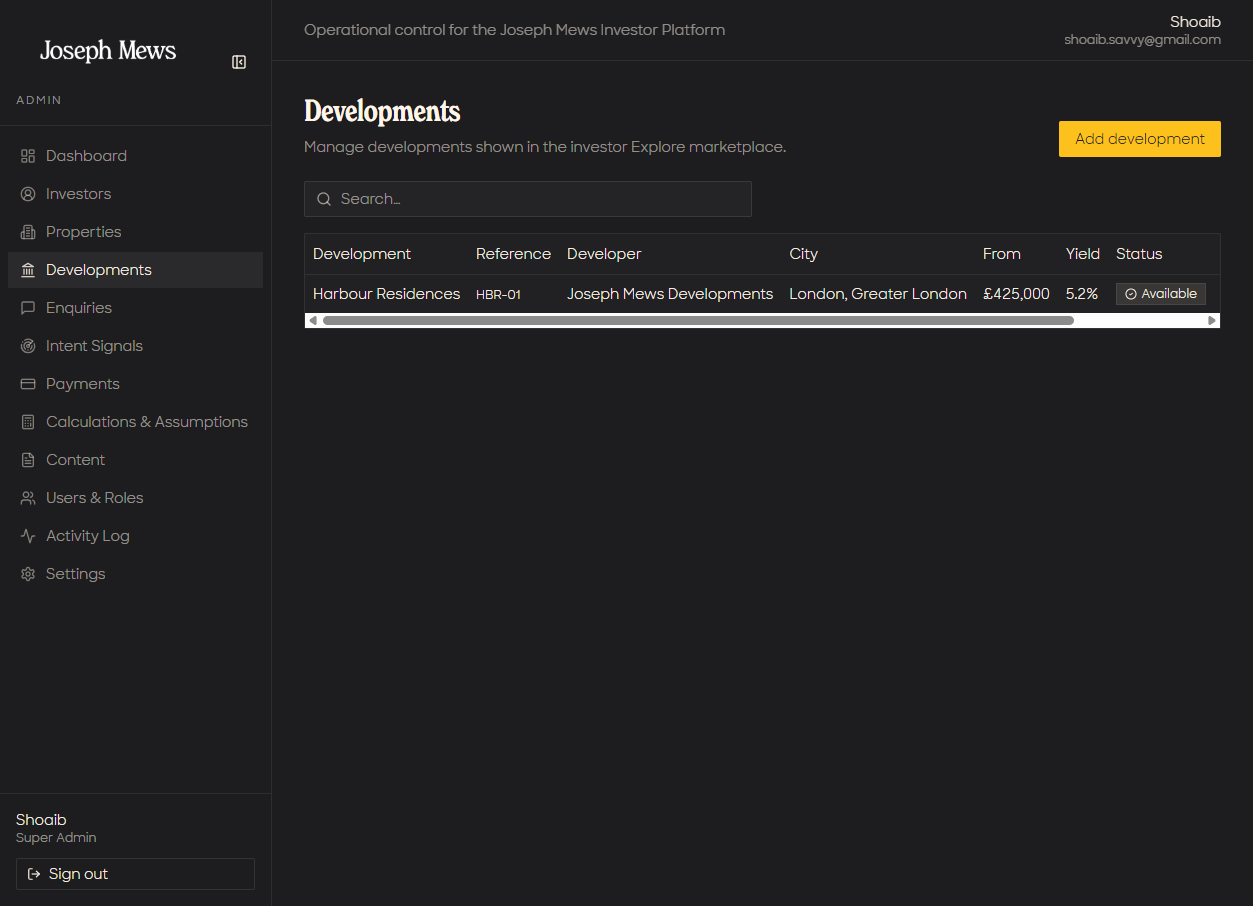 Joseph Mews
ADMIN
Dashboard
Investors
Properties
Developments
Enquiries
Intent Signals
Payments
Calculations & Assumptions
Content
Users & Roles
Activity Log
Settings
Shoaib
Super Admin
Sign out
Operational control for the Joseph Mews Investor Platform
Shoaib
shoaib.savvy@gmail.com
Developments
Manage developments shown in the investor Explore marketplace.
Add development
Search...
Development Reference Developer City From Yield Status
Harbour Residences HBR-01 Joseph Mews Developments London, Greater London £425,000 5.2% Available